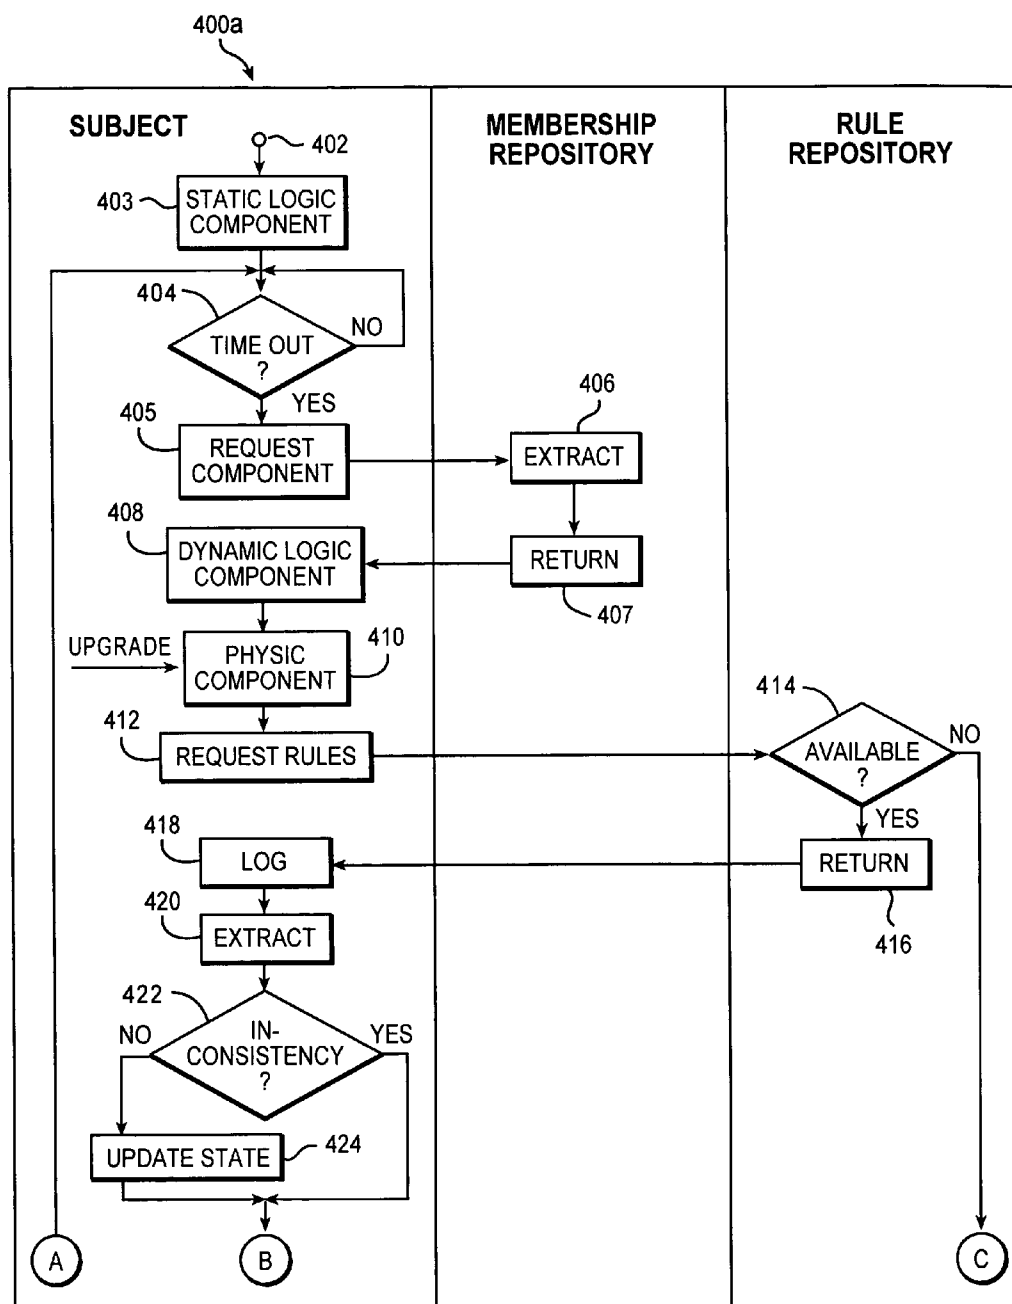 400a
SUBJECT
MEMBERSHIP
REPOSITORY
RULE
REPOSITORY
402
403
STATIC LOGIC
COMPONENT
404
TIME OUT
?
NO
YES
405
REQUEST
COMPONENT
406
EXTRACT
408
DYNAMIC LOGIC
COMPONENT
RETURN
407
UPGRADE
PHYSIC
COMPONENT
410
412
REQUEST RULES
414
AVAILABLE
?
NO
YES
418
LOG
RETURN
416
420
EXTRACT
422
IN-
CONSISTENCY
?
NO
YES
UPDATE STATE
424
A
B
C